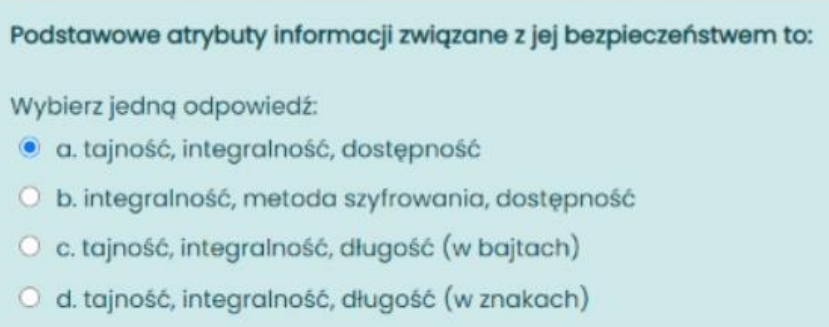 Podstawowe atrybuty informacji związane z jej bezpieczeństwem to:
Wybierz jedną odpowiedź:
a. tajność, integralność, dostępność
b. integralność, metoda szyfrowania, dostępność
c. tajność, integralność, długość (w bajtach)
d. tajność, integralność, długość (w znakach)